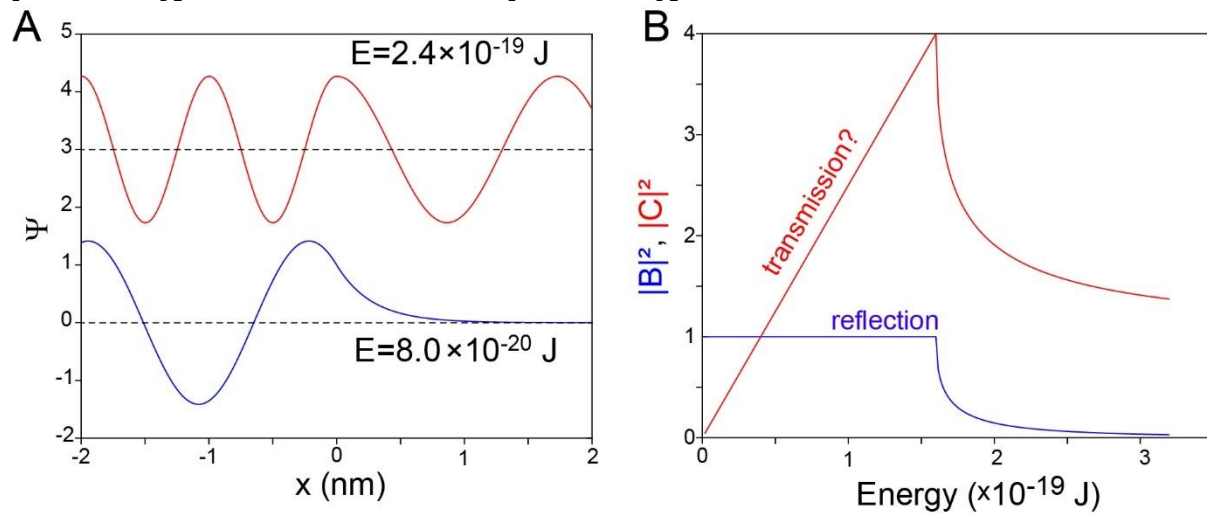 A
B
5
4
3
2
1
0
-1
-2
-2
-1
0
1
2
Ψ
x (nm)
E=2.4×10⁻¹⁹ J
E=8.0×10⁻²⁰ J
4
3
2
1
0
0
1
2
3
|B|², |C|²
transmission?
reflection
Energy (×10⁻¹⁹ J)